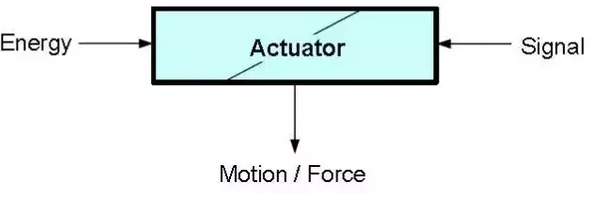 Energy
Actuator
Signal
Motion / Force